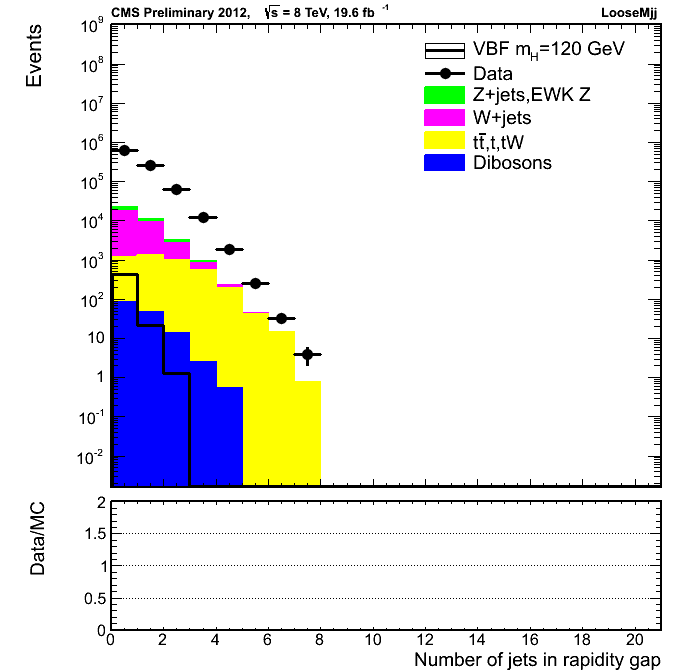 CMS Preliminary 2012, √s = 8 TeV, 19.6 fb⁻¹ LooseMjj
Events
10⁹
10⁸
10⁷
10⁶
10⁵
10⁴
10³
10²
10
1
10⁻¹
10⁻²
VBF m_H=120 GeV
Data
Z+jets,EWK Z
W+jets
tt̅,t,tW
Dibosons
Data/MC
2
1.5
1
0.5
0
0 2 4 6 8 10 12 14 16 18 20
Number of jets in rapidity gap